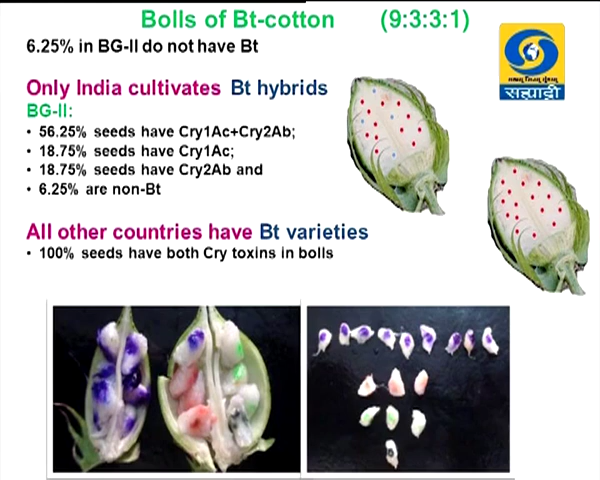 Bolls of Bt-cotton (9:3:3:1)
6.25% in BG-II do not have Bt
Only India cultivates Bt hybrids
BG-II:
• 56.25% seeds have Cry1Ac+Cry2Ab;
• 18.75% seeds have Cry1Ac;
• 18.75% seeds have Cry2Ab and
• 6.25% are non-Bt
All other countries have Bt varieties
• 100% seeds have both Cry toxins in bolls
सह्याद्री